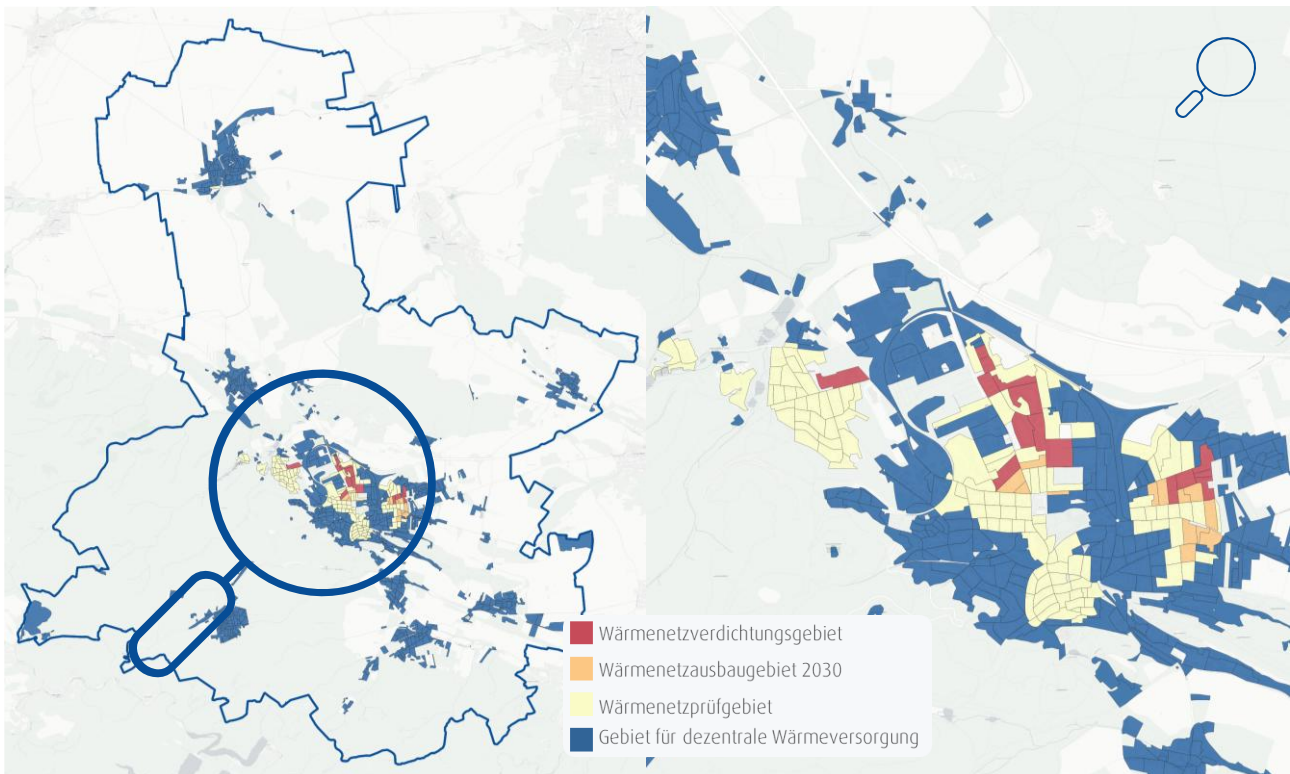 Wärmenetzverdichtungsgebiet
Wärmenetzausbaugebiet 2030
Wärmenetzprüfgebiet
Gebiet für dezentrale Wärmeversorgung